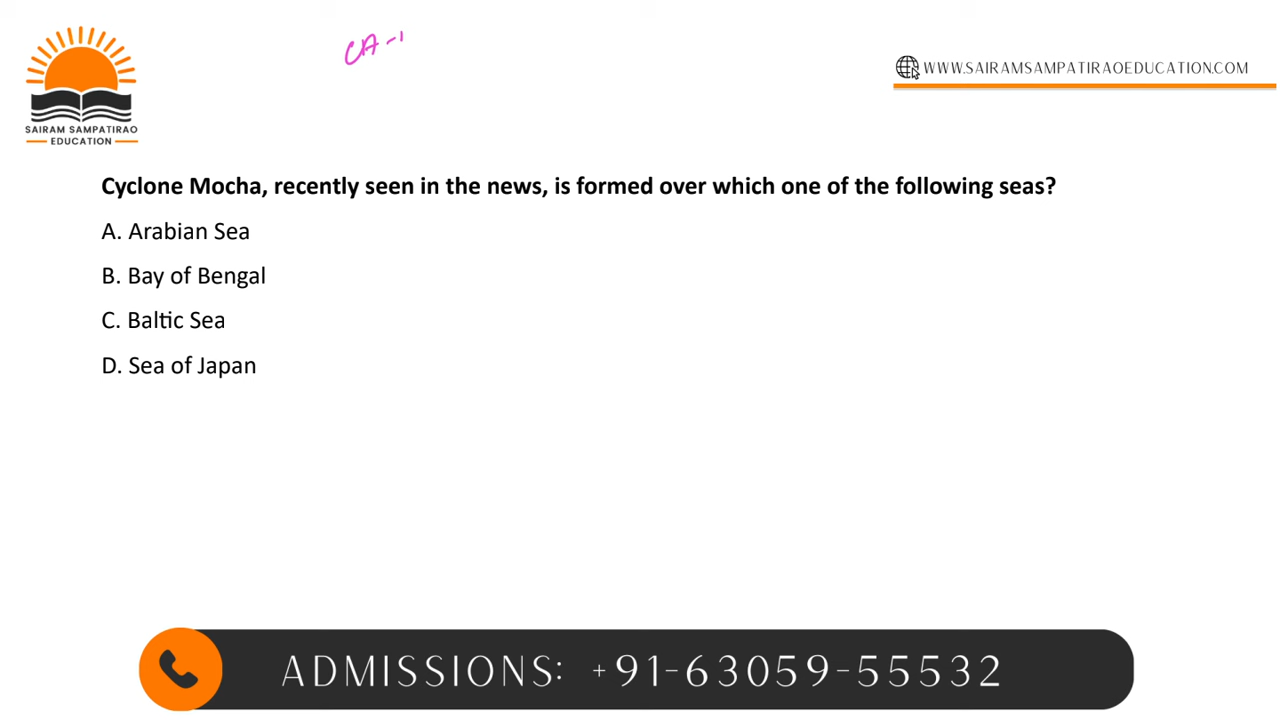 CA-1
WWW.SAIRAMSAMPATIRAOEDUCATION.COM
SAIRAM SAMPATIRAO
EDUCATION
Cyclone Mocha, recently seen in the news, is formed over which one of the following seas?
A. Arabian Sea
B. Bay of Bengal
C. Baltic Sea
D. Sea of Japan
ADMISSIONS: +91-63059-55532